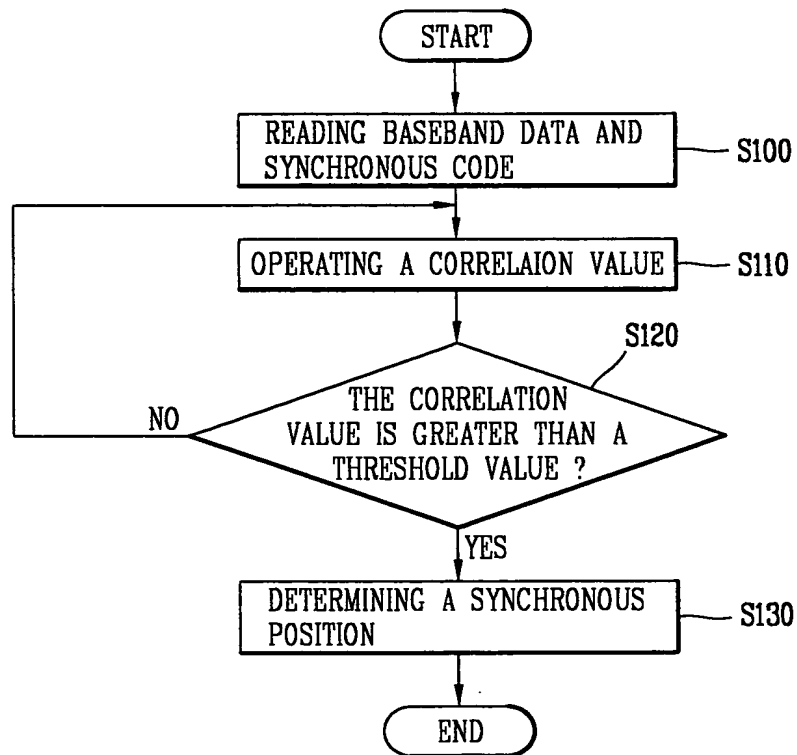 START
READING BASEBAND DATA AND
SYNCHRONOUS CODE
S100
OPERATING A CORRELAION VALUE
S110
S120
THE CORRELATION
VALUE IS GREATER THAN A
THRESHOLD VALUE ?
NO
YES
DETERMINING A SYNCHRONOUS
POSITION
S130
END